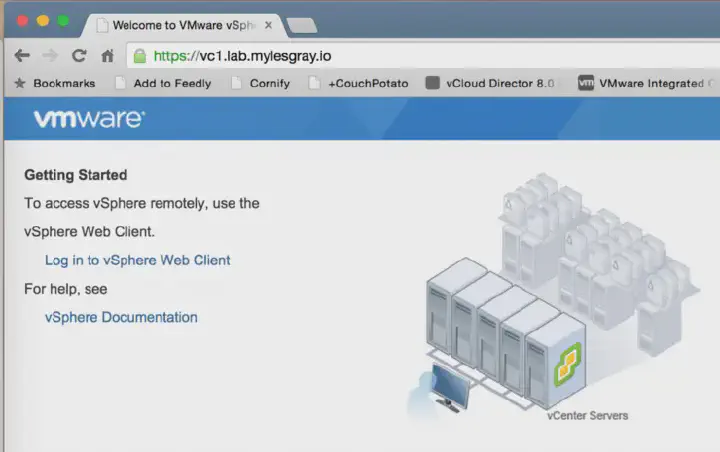 Welcome to VMware vSph
https://vc1.lab.mylesgray.io
Bookmarks Add to Feedly Cornify +CouchPotato vCloud Director 8.0 vm VMware Integrated
vmware
Getting Started
To access vSphere remotely, use the
vSphere Web Client.
Log in to vSphere Web Client
For help, see
vSphere Documentation
vCenter Servers